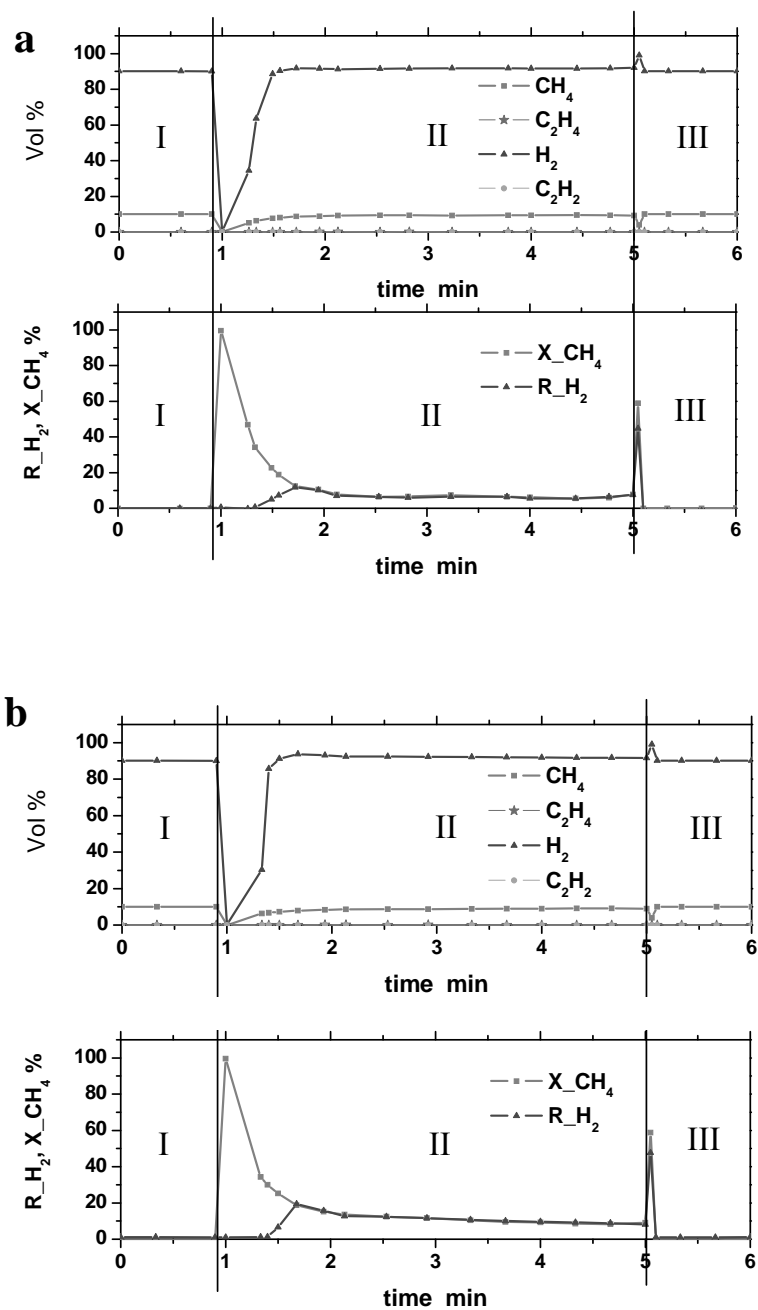 a
Vol %
100
80
60
40
20
0
I
II
III
CH₄
C₂H₄
H₂
C₂H₂
0 1 2 3 4 5 6
time min
R_H₂, X_CH₄ %
100
80
60
40
20
0
I
II
III
X_CH₄
R_H₂
0 1 2 3 4 5 6
time min
b
Vol %
100
80
60
40
20
0
I
II
III
CH₄
C₂H₄
H₂
C₂H₂
0 1 2 3 4 5 6
time min
R_H₂, X_CH₄ %
100
80
60
40
20
0
I
II
III
X_CH₄
R_H₂
0 1 2 3 4 5 6
time min